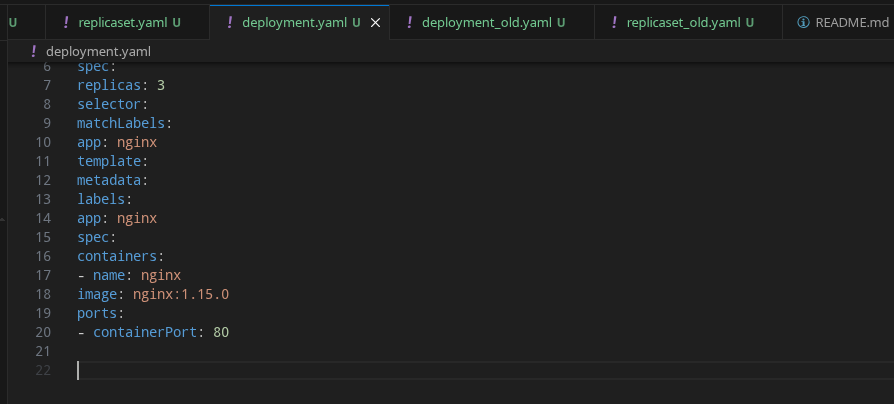 U ! replicaset.yaml U ! deployment.yaml U × ! deployment_old.yaml U ! replicaset_old.yaml U ⓘ README.md
! deployment.yaml
6 spec:
7 replicas: 3
8 selector:
9 matchLabels:
10 app: nginx
11 template:
12 metadata:
13 labels:
14 app: nginx
15 spec:
16 containers:
17 - name: nginx
18 image: nginx:1.15.0
19 ports:
20 - containerPort: 80
21
22